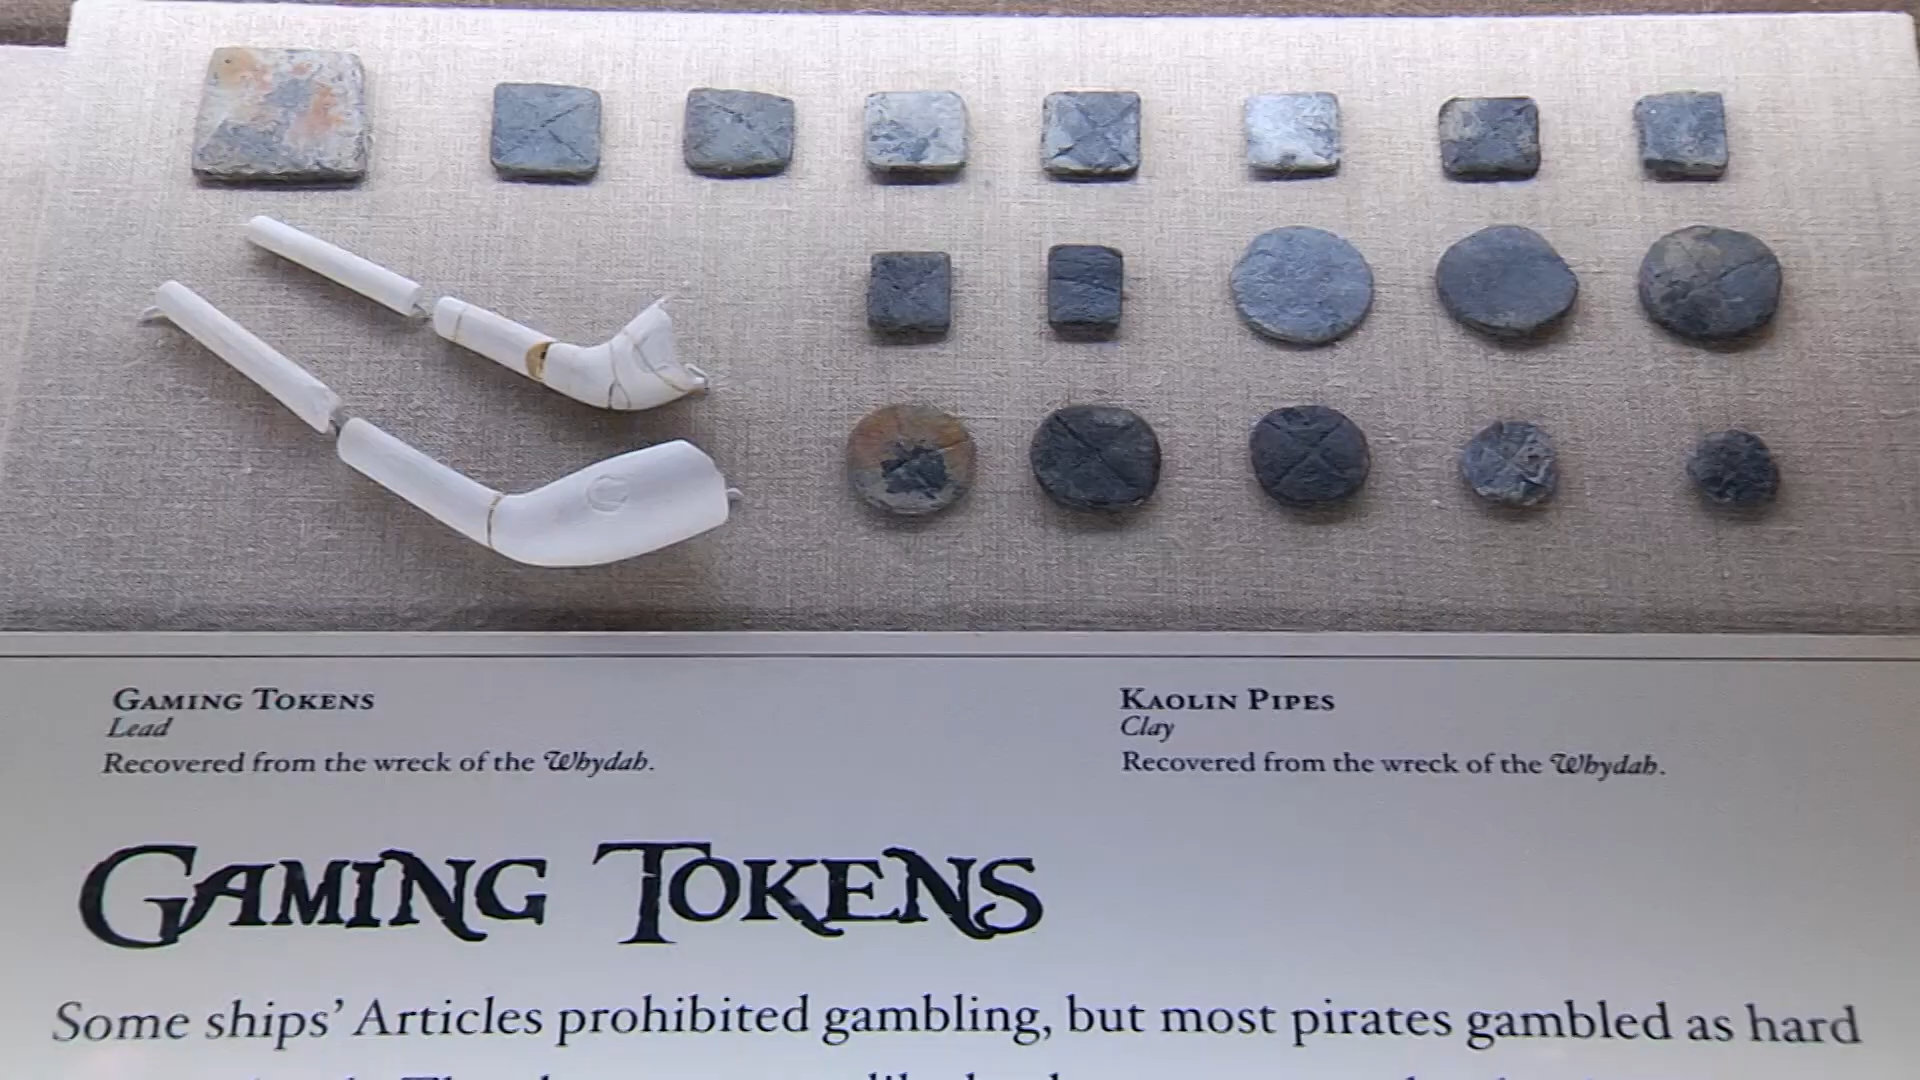 GAMING TOKENS
Lead
Recovered from the wreck of the Whydah.
KAOLIN PIPES
Clay
Recovered from the wreck of the Whydah.
GAMING TOKENS
Some ships' Articles prohibited gambling, but most pirates gambled as hard